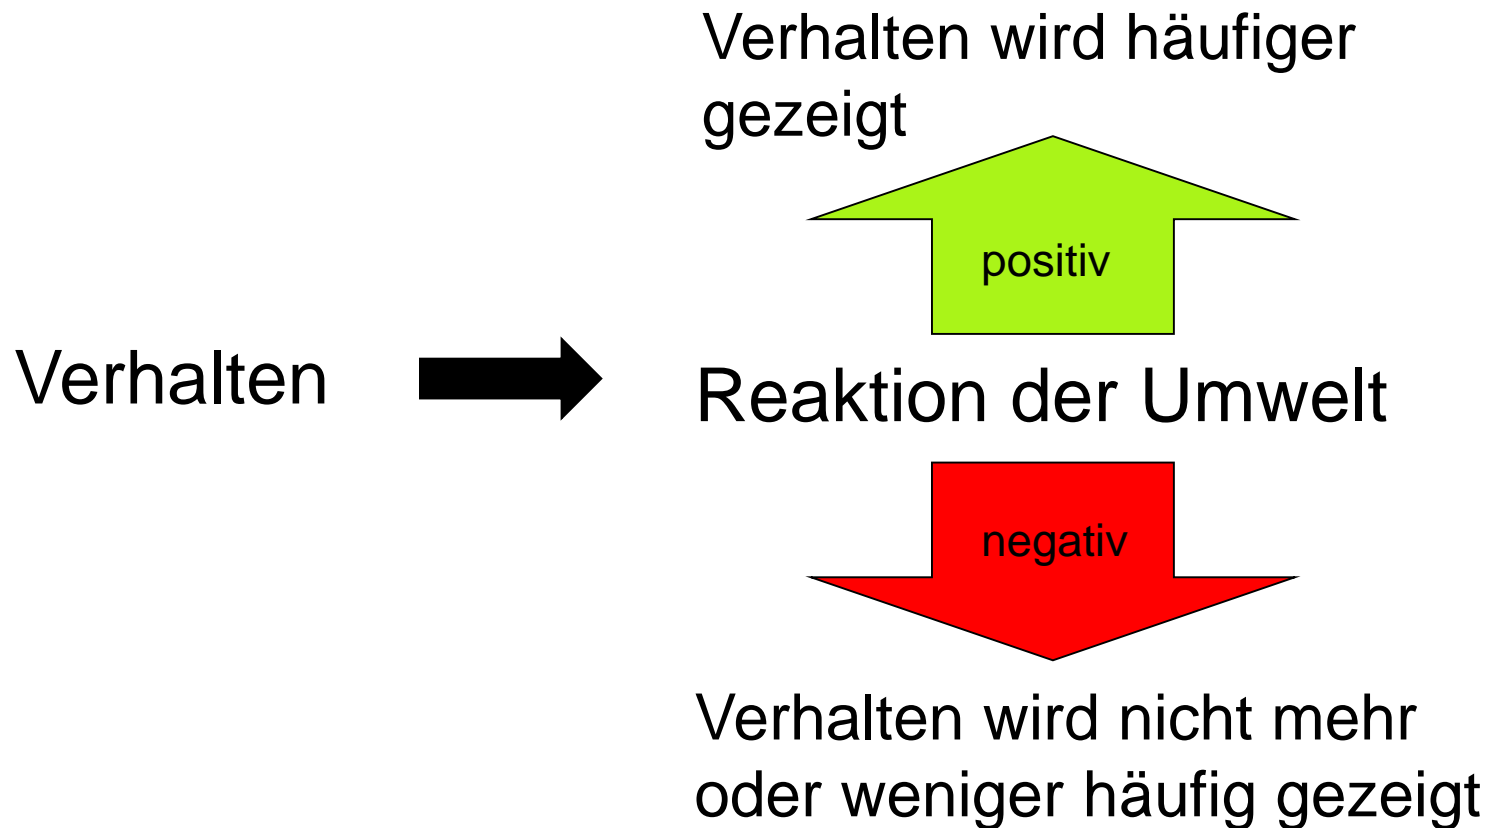 Verhalten wird häufiger
gezeigt
positiv
Verhalten
Reaktion der Umwelt
negativ
Verhalten wird nicht mehr
oder weniger häufig gezeigt